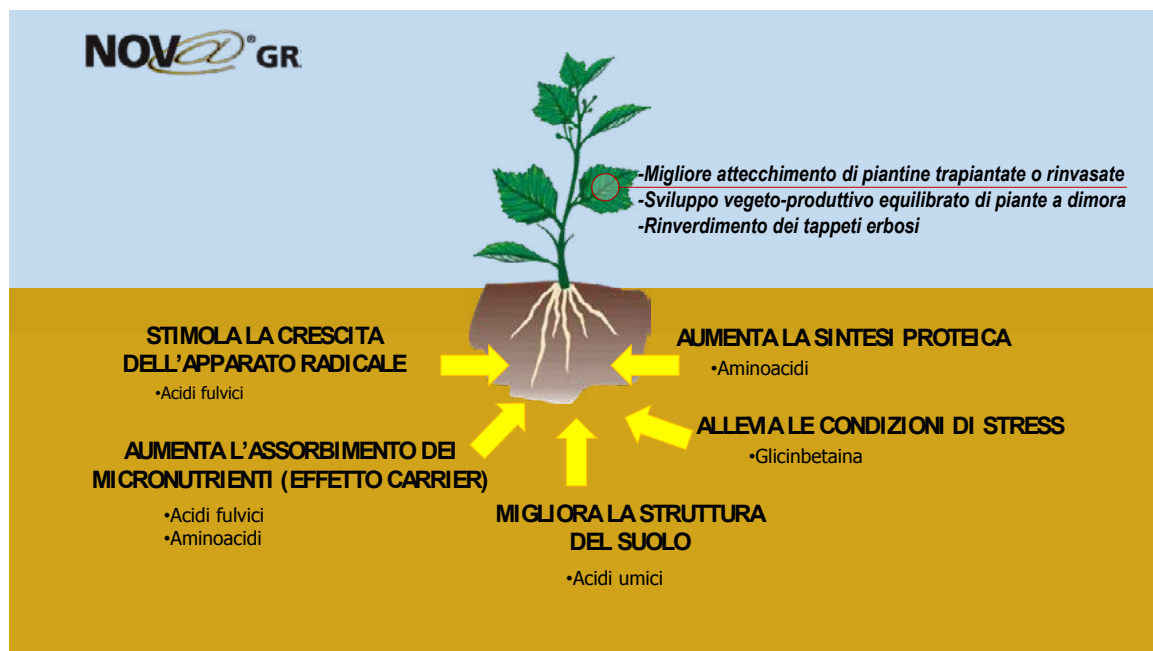 NOV@® GR
-Migliore attecchimento di piantine trapiantate o rinvasate
-Sviluppo vegeto-produttivo equilibrato di piante a dimora
-Rinverdimento dei tappeti erbosi
STIMOLA LA CRESCITA
DELL’APPARATO RADICALE
•Acidi fulvici
AUMENTA L’ASSORBIMENTO DEI
MICRONUTRIENTI (EFFETTO CARRIER)
•Acidi fulvici
•Aminoacidi
MIGLIORA LA STRUTTURA
DEL SUOLO
•Acidi umici
AUMENTA LA SINTESI PROTEICA
•Aminoacidi
ALLEVIA LE CONDIZIONI DI STRESS
•Glicinbetaina